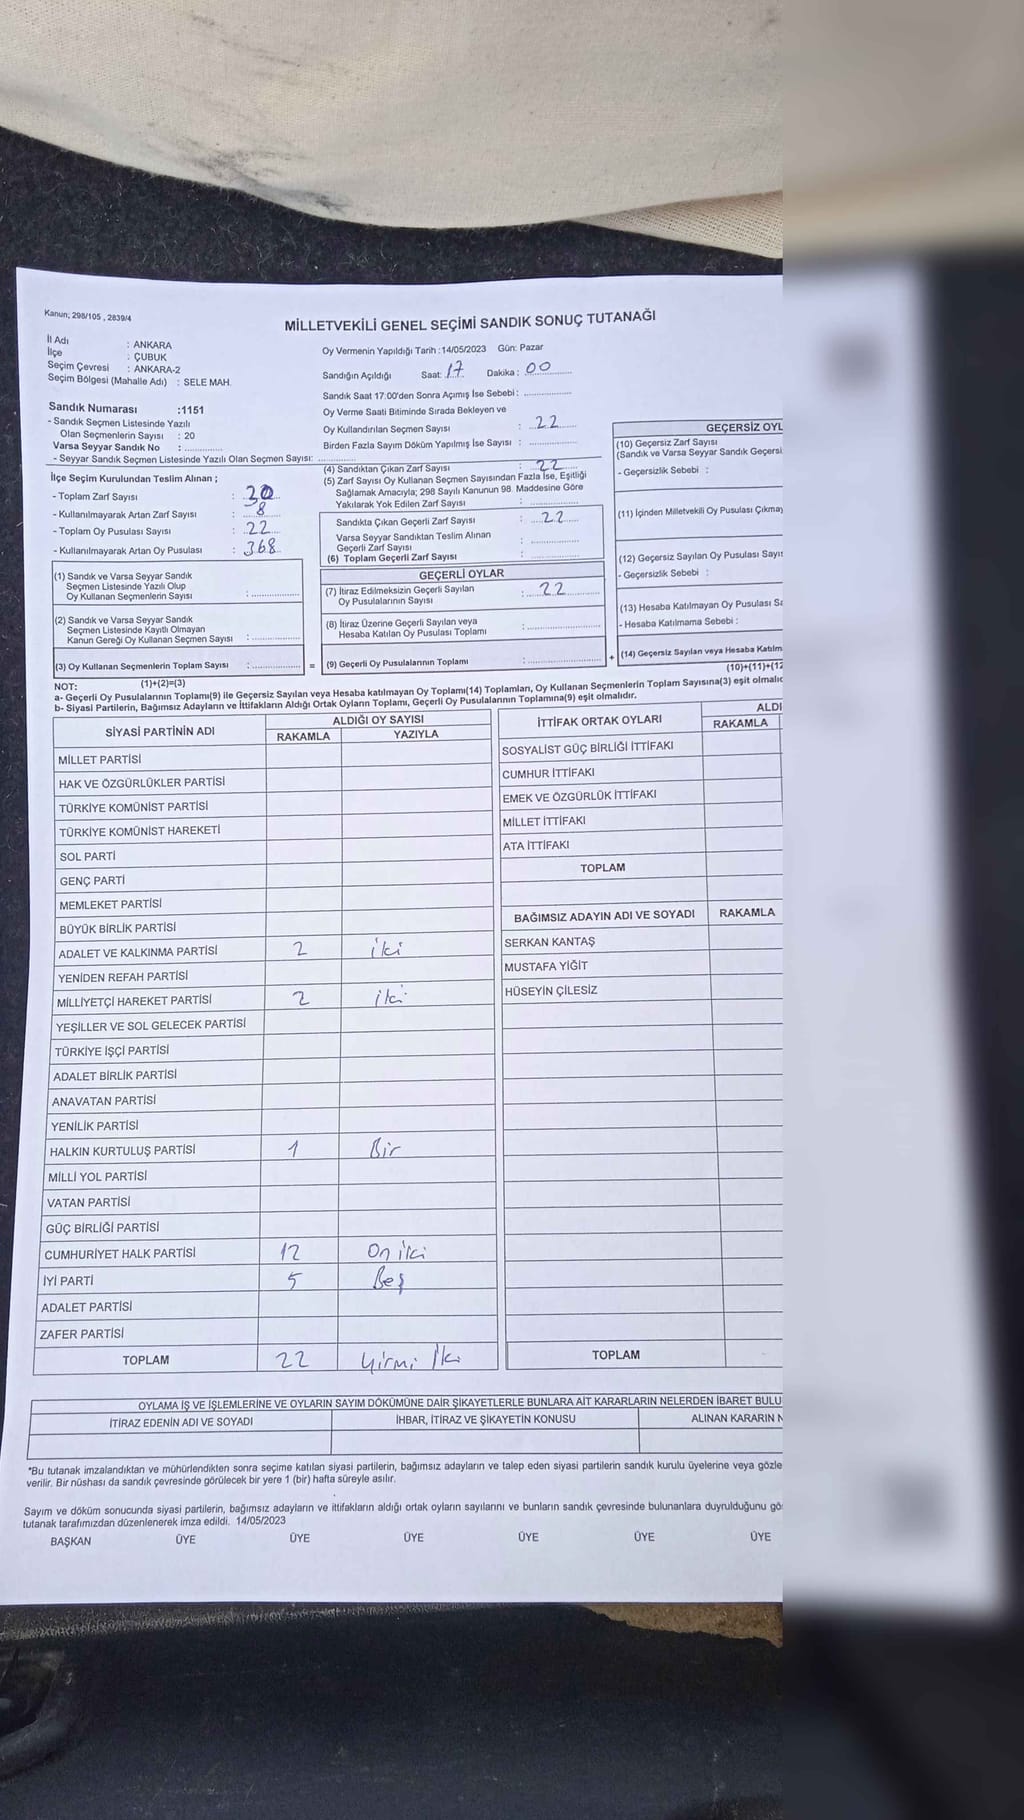 Kanun; 298/105 , 2839/4
MİLLETVEKİLİ GENEL SEÇİMİ SANDIK SONUÇ TUTANAĞI
İl Adı : ANKARA
İlçe : ÇUBUK
Seçim Çevresi : ANKARA-2
Seçim Bölgesi (Mahalle Adı) : SELE MAH.
Oy Vermenin Yapıldığı Tarih :14/05/2023 Gün: Pazar
Sandığın Açıldığı Saat: 17 Dakika : 00
Sandık Saat 17:00'den Sonra Açımış İse Sebebi :
Oy Verme Saati Bitiminde Sırada Bekleyen ve
Oy Kullandırılan Seçmen Sayısı : 22
Birden Fazla Sayım Döküm Yapılmış İse Sayısı :
Sandık Numarası :1151
- Sandık Seçmen Listesinde Yazılı
Olan Seçmenlerin Sayısı : 20
Varsa Seyyar Sandık No :
- Seyyar Sandık Seçmen Listesinde Yazılı Olan Seçmen Sayısı:
İlçe Seçim Kurulundan Teslim Alınan ;
- Toplam Zarf Sayısı : 30
- Kullanılmayarak Artan Zarf Sayısı : 8
- Toplam Oy Pusulası Sayısı : 22
- Kullanılmayarak Artan Oy Pusulası : 368
(4) Sandıktan Çıkan Zarf Sayısı : 22
(5) Zarf Sayısı Oy Kullanan Seçmen Sayısından Fazla İse, Eşitliği
Sağlamak Amacıyla; 298 Sayılı Kanunun 98. Maddesine Göre
Yakılarak Yok Edilen Zarf Sayısı :
Sandıkta Çıkan Geçerli Zarf Sayısı : 22
Varsa Seyyar Sandıktan Teslim Alınan
Geçerli Zarf Sayısı :
(6) Toplam Geçerli Zarf Sayısı :
GEÇERSİZ OYL
(10) Geçersiz Zarf Sayısı
(Sandık ve Varsa Seyyar Sandık Geçersi
- Geçersizlik Sebebi :
(11) İçinden Milletvekili Oy Pusulası Çıkmay
(12) Geçersiz Sayılan Oy Pusulası Sayıs
- Geçersizlik Sebebi :
(13) Hesaba Katılmayan Oy Pusulası Sa
- Hesaba Katılmama Sebebi :
(14) Geçersiz Sayılan veya Hesaba Katılm
(10)+(11)+(12
(1) Sandık ve Varsa Seyyar Sandık
Seçmen Listesinde Yazılı Olup
Oy Kullanan Seçmenlerin Sayısı :
(2) Sandık ve Varsa Seyyar Sandık
Seçmen Listesinde Kayıtlı Olmayan
Kanun Gereği Oy Kullanan Seçmen Sayısı :
(3) Oy Kullanan Seçmenlerin Toplam Sayısı : =
(1)+(2)=(3)
GEÇERLİ OYLAR
(7) İtiraz Edilmeksizin Geçerli Sayılan
Oy Pusulalarının Sayısı : 22
(8) İtiraz Üzerine Geçerli Sayılan veya
Hesaba Katılan Oy Pusulası Toplamı :
(9) Geçerli Oy Pusulalarının Toplamı : +
NOT:
a- Geçerli Oy Pusulalarının Toplamı(9) ile Geçersiz Sayılan veya Hesaba katılmayan Oy Toplamı(14) Toplamları, Oy Kullanan Seçmenlerin Toplam Sayısına(3) eşit olmalıd
b- Siyasi Partilerin, Bağımsız Adayların ve İttifakların Aldığı Ortak Oyların Toplamı, Geçerli Oy Pusulalarının Toplamına(9) eşit olmalıdır.
SİYASİ PARTİNİN ADI ALDIĞI OY SAYISI
RAKAMLA YAZIYLA
MİLLET PARTİSİ
HAK VE ÖZGÜRLÜKLER PARTİSİ
TÜRKİYE KOMÜNİST PARTİSİ
TÜRKİYE KOMÜNİST HAREKETİ
SOL PARTİ
GENÇ PARTİ
MEMLEKET PARTİSİ
BÜYÜK BİRLİK PARTİSİ
ADALET VE KALKINMA PARTİSİ 2 iki
YENİDEN REFAH PARTİSİ
MİLLİYETÇİ HAREKET PARTİSİ 2 iki
YEŞİLLER VE SOL GELECEK PARTİSİ
TÜRKİYE İŞÇİ PARTİSİ
ADALET BİRLİK PARTİSİ
ANAVATAN PARTİSİ
YENİLİK PARTİSİ
HALKIN KURTULUŞ PARTİSİ 1 Bir
MİLLİ YOL PARTİSİ
VATAN PARTİSİ
GÜÇ BİRLİĞİ PARTİSİ
CUMHURİYET HALK PARTİSİ 12 On iki
İYİ PARTİ 5 Beş
ADALET PARTİSİ
ZAFER PARTİSİ
TOPLAM 22 Yirmi İki
İTTİFAK ORTAK OYLARI ALDI
RAKAMLA
SOSYALİST GÜÇ BİRLİĞİ İTTİFAKI
CUMHUR İTTİFAKI
EMEK VE ÖZGÜRLÜK İTTİFAKI
MİLLET İTTİFAKI
ATA İTTİFAKI
TOPLAM
BAĞIMSIZ ADAYIN ADI VE SOYADI RAKAMLA
SERKAN KANTAŞ
MUSTAFA YİĞİT
HÜSEYİN ÇİLESİZ
TOPLAM
OYLAMA İŞ VE İŞLEMLERİNE VE OYLARIN SAYIM DÖKÜMÜNE DAİR ŞİKAYETLERLE BUNLARA AİT KARARLARIN NELERDEN İBARET BULU
İTİRAZ EDENİN ADI VE SOYADI İHBAR, İTİRAZ VE ŞİKAYETİN KONUSU ALINAN KARARIN N
*Bu tutanak imzalandıktan ve mühürlendikten sonra seçime katılan siyasi partilerin, bağımsız adayların ve talep eden siyasi partilerin sandık kurulu üyelerine veya gözle
verilir. Bir nüshası da sandık çevresinde görülecek bir yere 1 (bir) hafta süreyle asılır.
Sayım ve döküm sonucunda siyasi partilerin, bağımsız adayların ve ittifakların aldığı ortak oyların sayılarını ve bunların sandık çevresinde bulunanlara duyrulduğunu gö
tutanak tarafımızdan düzenlenerek imza edildi. 14/05/2023
BAŞKAN ÜYE ÜYE ÜYE ÜYE ÜYE ÜYE